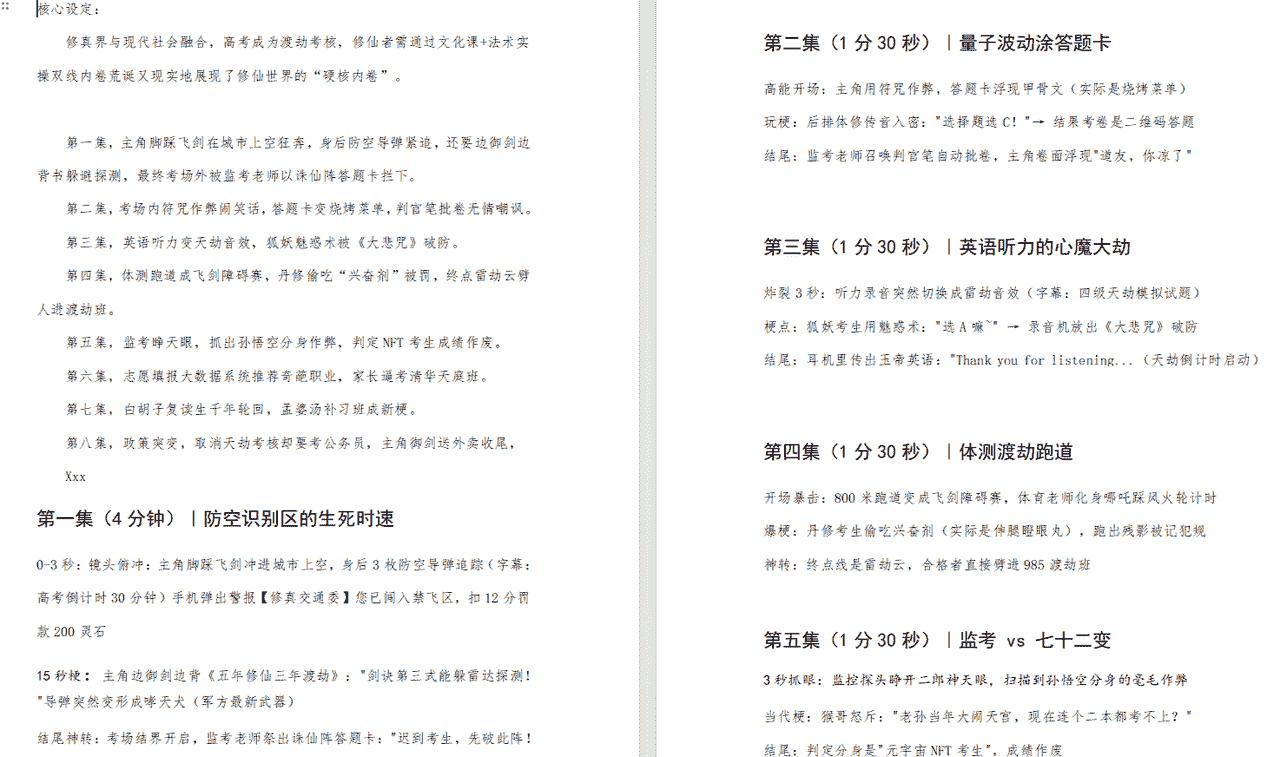 核心设定：
修真界与现代社会融合，高考成为渡劫考核，修仙者需通过文化课+法术实
操双线内卷荒诞又现实地展现了修仙世界的“硬核内卷”。
第一集，主角脚踩飞剑在城市上空狂奔，身后防空导弹紧追，还要边御剑边
背书躲避探测，最终考场外被监考老师以诛仙阵答题卡拦下。
第二集，考场内符咒作弊闹笑话，答题卡变烧烤菜单，判官笔批卷无情嘲讽。
第三集，英语听力变天劫音效，狐妖魅惑术被《大悲咒》破防。
第四集，体测跑道成飞剑障碍赛，丹修偷吃“兴奋剂”被罚，终点雷劫云劈
人进渡劫班。
第五集，监考睁天眼，抓出孙悟空分身作弊，判定 NFT 考生成绩作废。
第六集，志愿填报大数据系统推荐奇葩职业，家长逼考清华天庭班。
第七集，白胡子复读生千年轮回，孟婆汤补习班成新梗。
第八集，政策突变，取消天劫考核却要考公务员，主角御剑送外卖收尾，
Xxx
第一集（4 分钟）｜防空识别区的生死时速
0-3 秒：镜头俯冲：主角脚踩飞剑冲进城市上空，身后 3 枚防空导弹追踪（字幕：
高考倒计时 30 分钟）手机弹出警报【修真交通委】您已闯入禁飞区，扣 12 分罚
款 200 灵石
15 秒梗： 主角边御剑边背《五年修仙三年渡劫》："剑诀第三式能躲雷达探测！
"导弹突然变形成哮天犬（军方最新武器）
结尾神转：考场结界开启，监考老师祭出诛仙阵答题卡："迟到考生，先破此阵！
第二集（1 分 30 秒）｜量子波动涂答题卡
高能开场：主角用符咒作弊，答题卡浮现甲骨文（实际是烧烤菜单）
玩梗：后排体修传音入密："选择题选 C！"→ 结果考卷是二维码答题
结尾：监考老师召唤判官笔自动批卷，主角卷面浮现"道友，你凉了"
第三集（1 分 30 秒）｜英语听力的心魔大劫
炸裂 3 秒：听力录音突然切换成雷劫音效（字幕：四级天劫模拟试题）
梗点：狐妖考生用魅惑术："选 A 嘛~" → 录音机放出《大悲咒》破防
结尾：耳机里传出玉帝英语："Thank you for listening...（天劫倒计时启动）
第四集（1 分 30 秒）｜体测渡劫跑道
开场暴击：800 米跑道变成飞剑障碍赛，体育老师化身哪吒踩风火轮计时
爆梗：丹修考生偷吃兴奋剂（实际是伸腿瞪眼丸），跑出残影被记犯规
神转：终点线是雷劫云，合格者直接劈进 985 渡劫班
第五集（1 分 30 秒）｜监考 vs 七十二变
3 秒抓眼：监控探头睁开二郎神天眼，扫描到孙悟空分身的毫毛作弊
当代梗：猴哥怒斥："老孙当年大闹天宫，现在连个二本都考不上？"
结尾：判定分身是"元宇宙 NFT 考生"，成绩作废